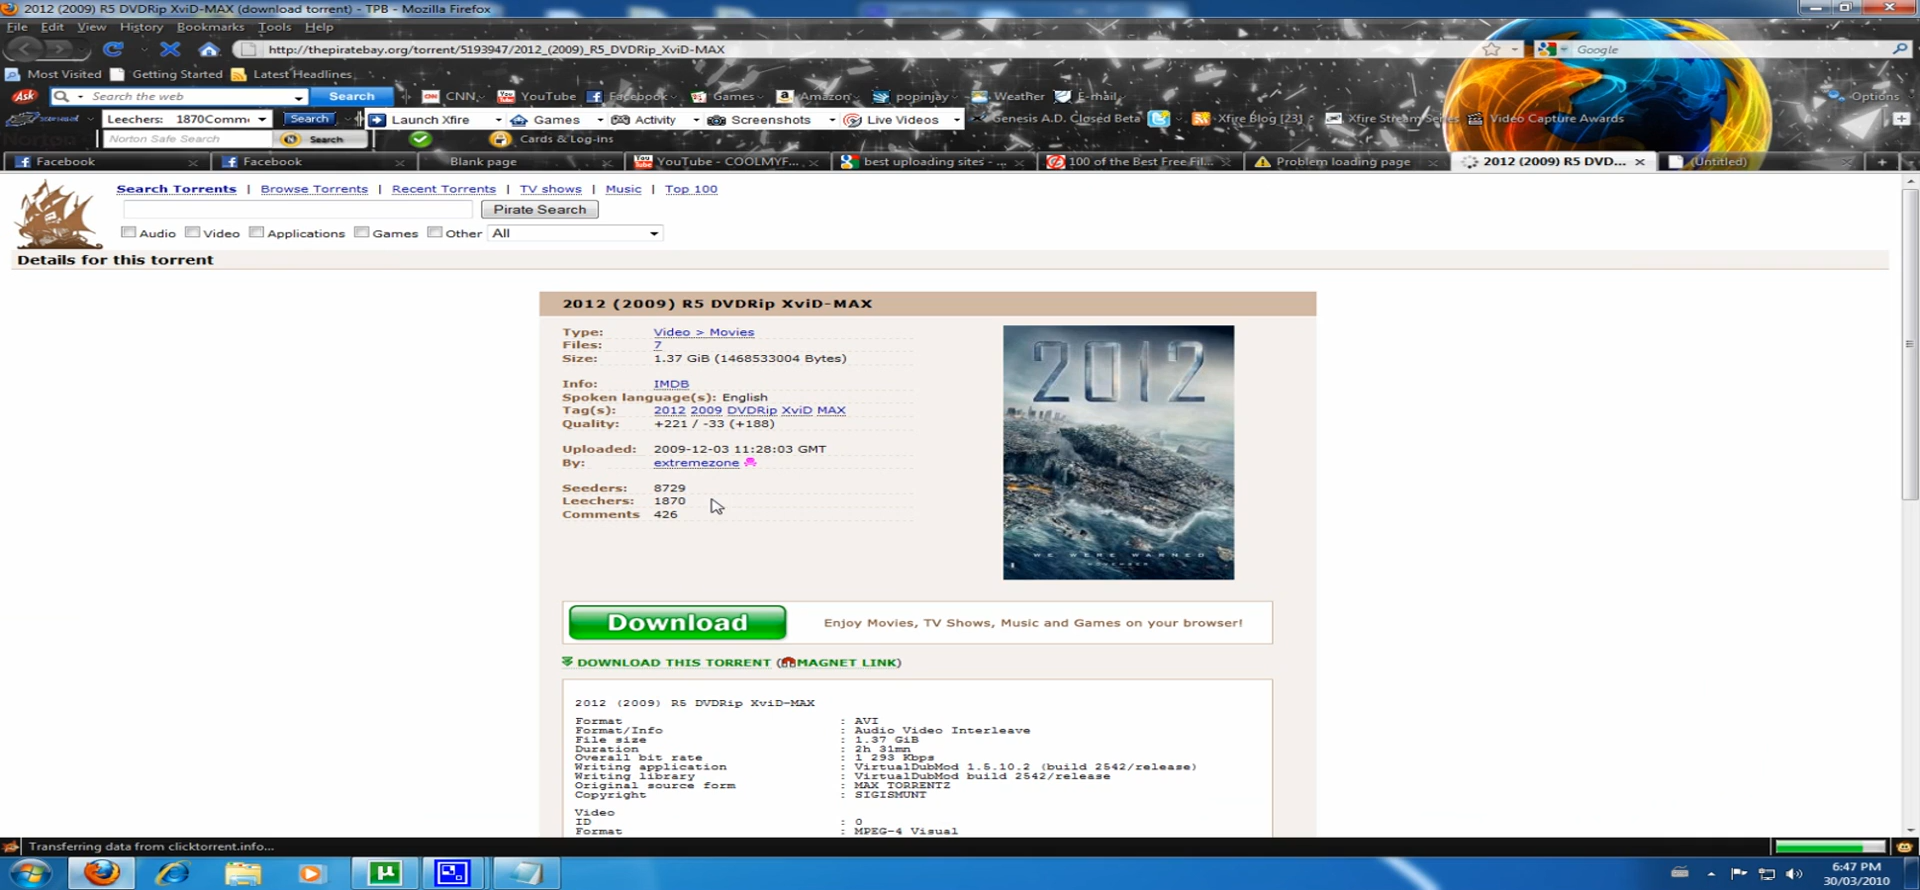 2012 (2009) R5 DVDRip XviD-MAX (download torrent) - TPB - Mozilla Firefox
File Edit View History Bookmarks Tools Help
http://thepiratebay.org/torrent/5193947/2012_(2009)_R5_DVDRip_XviD-MAX
Google
Most Visited Getting Started Latest Headlines
Ask Search the web Search CNN YouTube Facebook Games Amazon popinjay Weather E-mail Options
Leechers: 1870Comm Search Launch Xfire Games Activity Screenshots Live Videos Genesis A.D. Closed Beta Xfire Blog [23] Xfire Stream Series Video Capture Awards
Norton Norton Safe Search Search Cards & Log-ins
Facebook Facebook Blank page YouTube - COOLMYF... best uploading sites - ... 100 of the Best Free Fil... Problem loading page 2012 (2009) R5 DVD... (Untitled)
Search Torrents | Browse Torrents | Recent Torrents | TV shows | Music | Top 100
Pirate Search
Audio Video Applications Games Other All
Details for this torrent
2012 (2009) R5 DVDRip XviD-MAX
Type: Video > Movies
Files: 7
Size: 1.37 GiB (1468533004 Bytes)
Info: IMDB
Spoken language(s): English
Tag(s): 2012 2009 DVDRip XviD MAX
Quality: +221 / -33 (+188)
Uploaded: 2009-12-03 11:28:03 GMT
By: extremezone
Seeders: 8729
Leechers: 1870
Comments 426
2012
WE WERE WARNED
NOVEMBER
Download Enjoy Movies, TV Shows, Music and Games on your browser!
DOWNLOAD THIS TORRENT (MAGNET LINK)
2012 (2009) R5 DVDRip XviD-MAX
Format : AVI
Format/Info : Audio Video Interleave
File size : 1.37 GiB
Duration : 2h 31mn
Overall bit rate : 1 293 Kbps
Writing application : VirtualDubMod 1.5.10.2 (build 2542/release)
Writing library : VirtualDubMod build 2542/release
Original source form : MAX TORRENTZ
Copyright : SIGISMUNT
Video
ID : 0
Format : MPEG-4 Visual
Transferring data from clicktorrent.info...
6:47 PM
30/03/2010